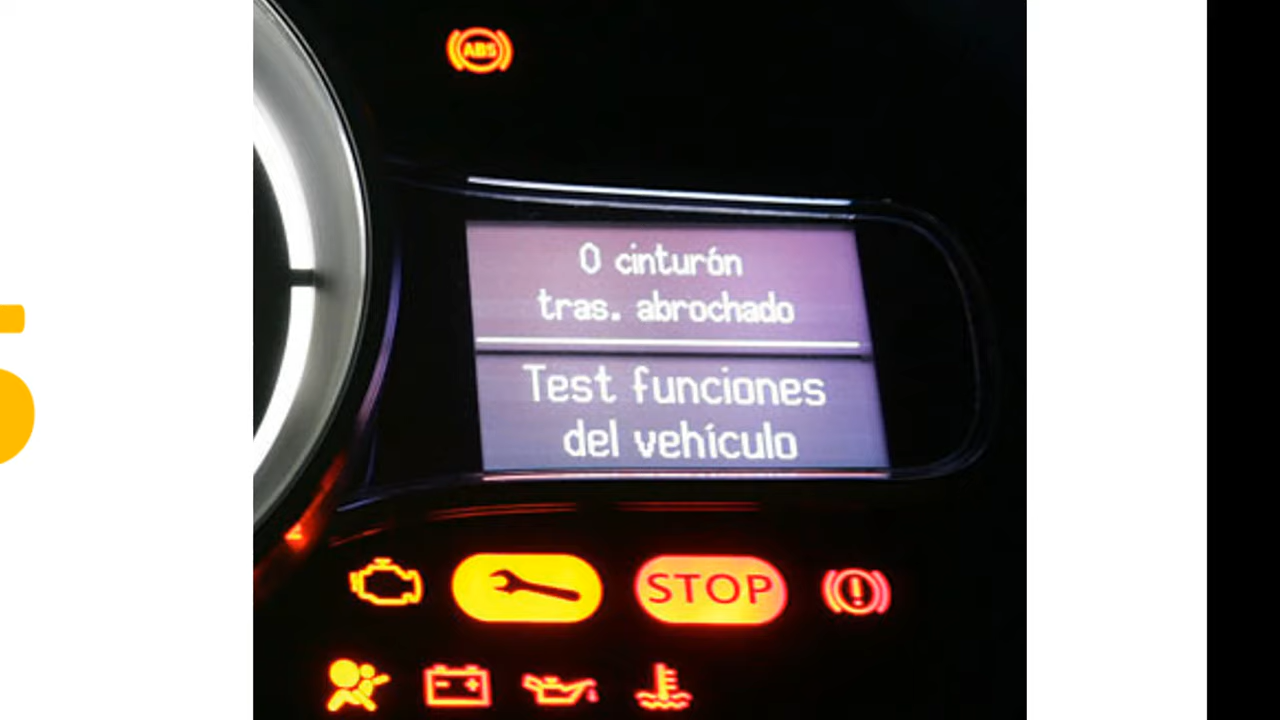 ABS
0 cinturón
tras. abrochado
Test funciones
del vehículo
STOP